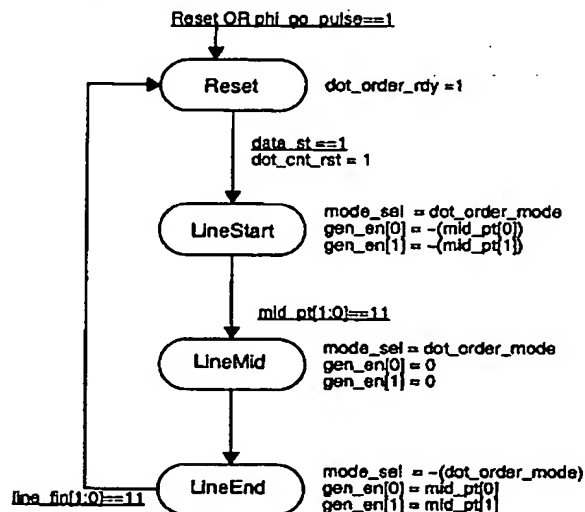 Reset OR phi_go_pulse==1
Reset
dot_order_rdy =1
data_st==1
dot_cnt_rst = 1
LineStart
mode_sel = dot_order_mode
gen_en[0] = ~(mid_pt[0])
gen_en[1] = ~(mid_pt[1])
mid_pt[1:0]==11
LineMid
mode_sel = dot_order_mode
gen_en[0] = 0
gen_en[1] = 0
LineEnd
mode_sel = ~(dot_order_mode)
gen_en[0] = mid_pt[0]
gen_en[1] = mid_pt[1]
line_fin[1:0]==11